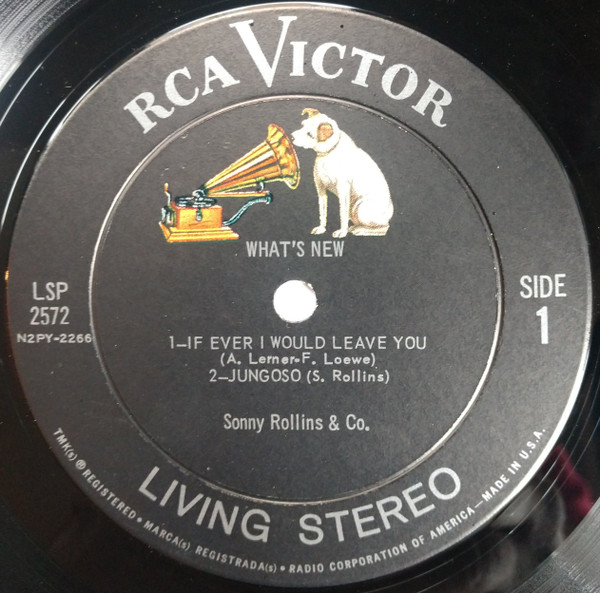 RCA VICTOR
WHAT'S NEW
LSP
2572
N2PY-2266
SIDE
1
1—IF EVER I WOULD LEAVE YOU
(A. Lerner-F. Loewe)
2—JUNGOSO (S. Rollins)
Sonny Rollins & Co.
LIVING STEREO
TMK(s) ® REGISTERED • MARCA(s) REGISTRADA(s) • RADIO CORPORATION OF AMERICA—MADE IN U.S.A.